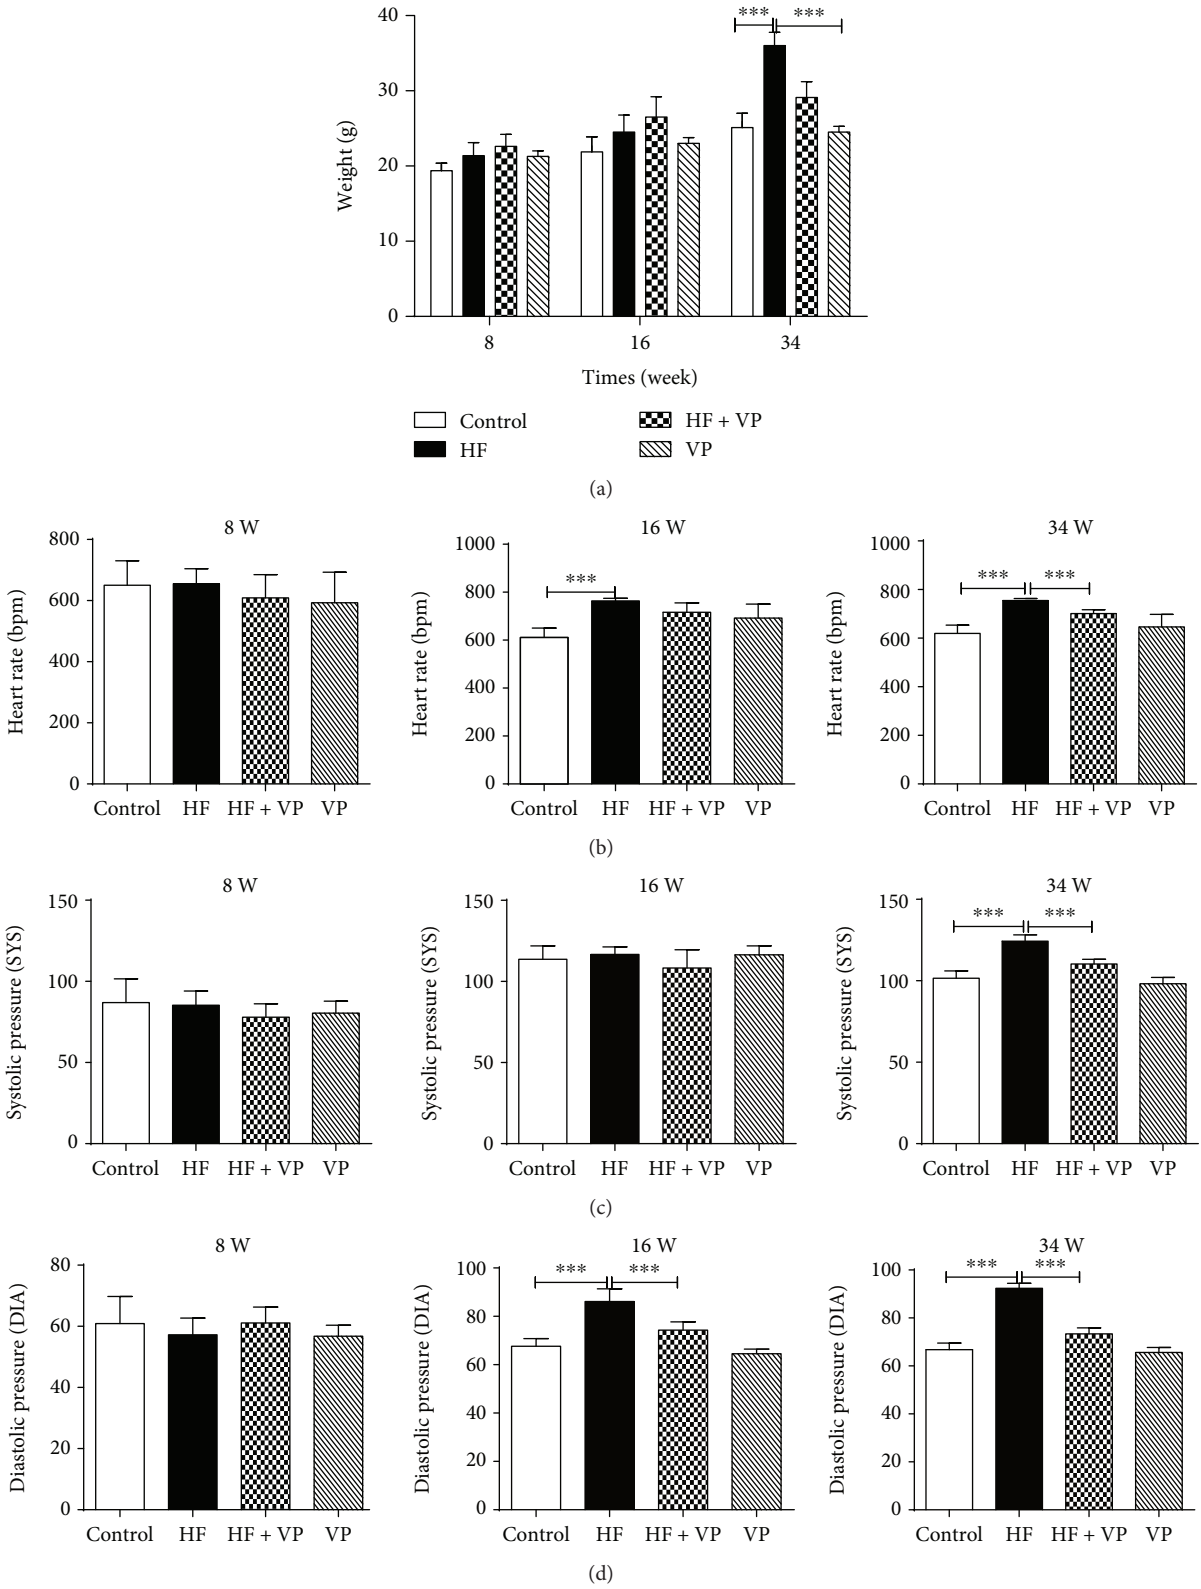 *** ***
40
30
20
10
0
Weight (g)
8 16 34
Times (week)
Control HF + VP
HF VP
(a)
8 W
800
600
400
200
0
Heart rate (bpm)
Control HF HF + VP VP
16 W
***
1000
800
600
400
200
0
Heart rate (bpm)
Control HF HF + VP VP
34 W
*** ***
1000
800
600
400
200
0
Heart rate (bpm)
Control HF HF + VP VP
(b)
8 W
150
100
50
0
Systolic pressure (SYS)
Control HF HF + VP VP
16 W
150
100
50
0
Systolic pressure (SYS)
Control HF HF + VP VP
34 W
*** ***
150
100
50
0
Systolic pressure (SYS)
Control HF HF + VP VP
(c)
8 W
80
60
40
20
0
Diastolic pressure (DIA)
Control HF HF + VP VP
16 W
*** ***
100
80
60
40
20
0
Diastolic pressure (DIA)
Control HF HF + VP VP
34 W
*** ***
100
80
60
40
20
0
Diastolic pressure (DIA)
Control HF HF + VP VP
(d)